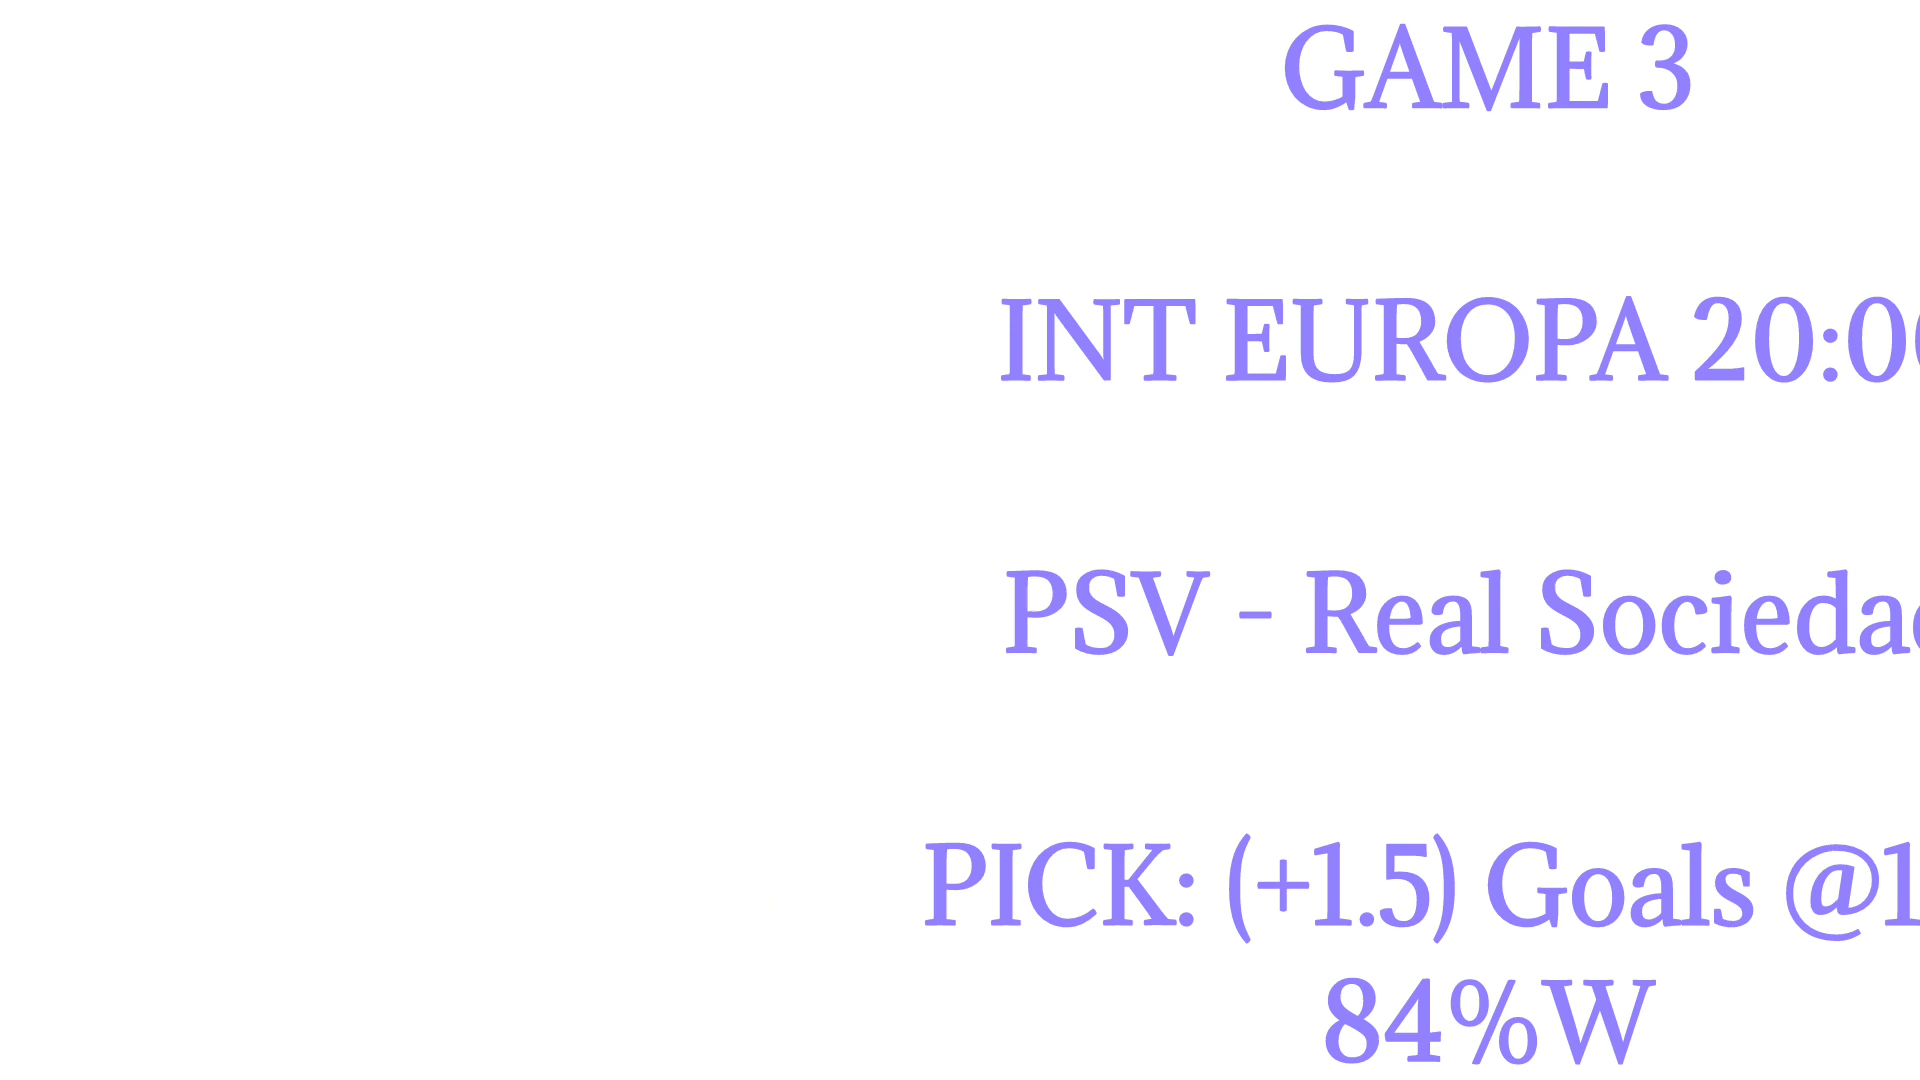 GAME 3
INT EUROPA 20:0
PSV - Real Socieda
PICK: (+1.5) Goals @1
84%W